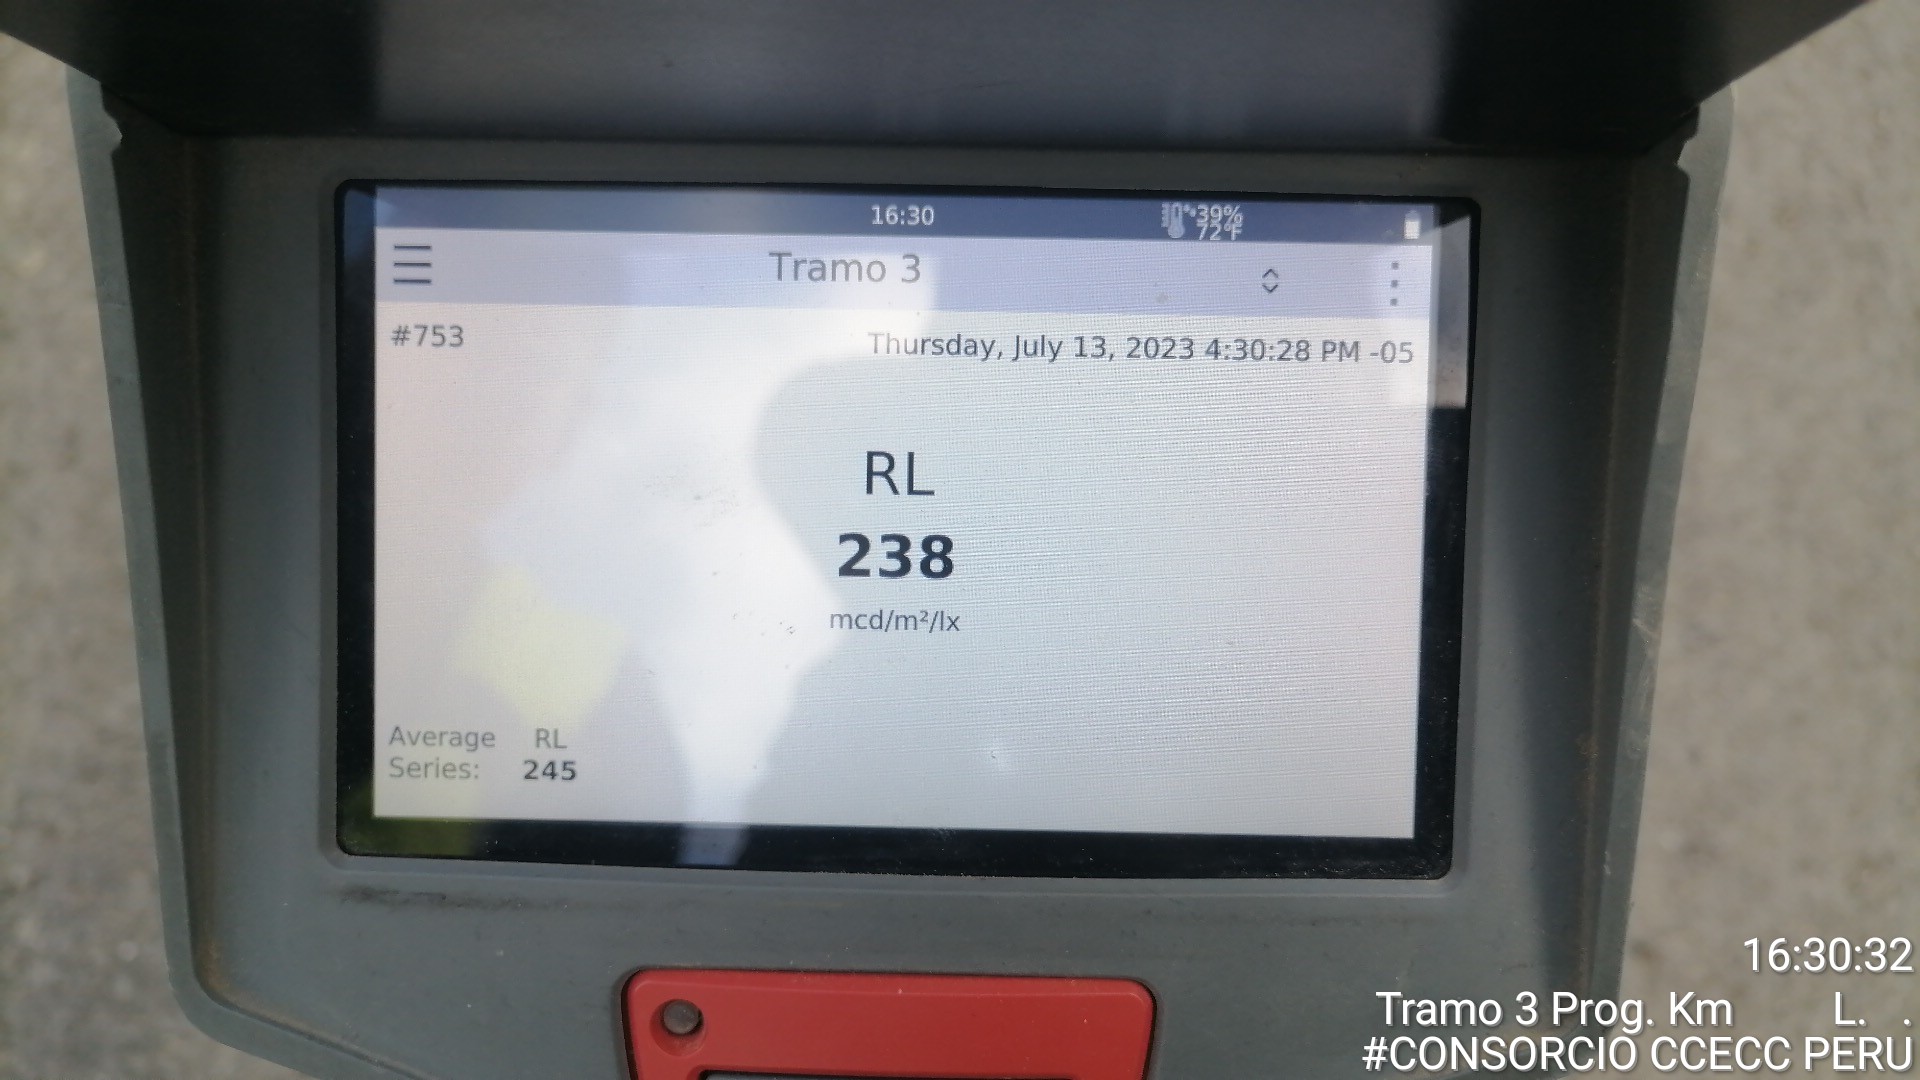 16:30
39%
72°F
Tramo 3
#753
Thursday, July 13, 2023 4:30:28 PM -05
RL
238
mcd/m²/lx
Average RL
Series: 245
16:30:32
Tramo 3 Prog. Km L. .
#CONSORCIO CCECC PERU